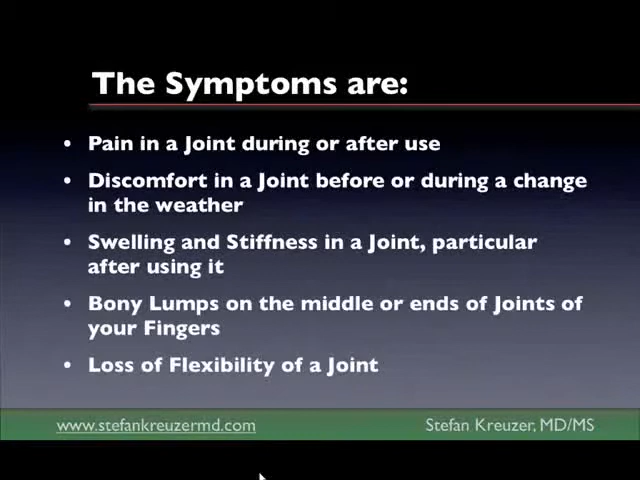 The Symptoms are:
• Pain in a Joint during or after use
• Discomfort in a Joint before or during a change
in the weather
• Swelling and Stiffness in a Joint, particular
after using it
• Bony Lumps on the middle or ends of Joints of
your Fingers
• Loss of Flexibility of a Joint
www.stefankreuzermd.com Stefan Kreuzer, MD/MS